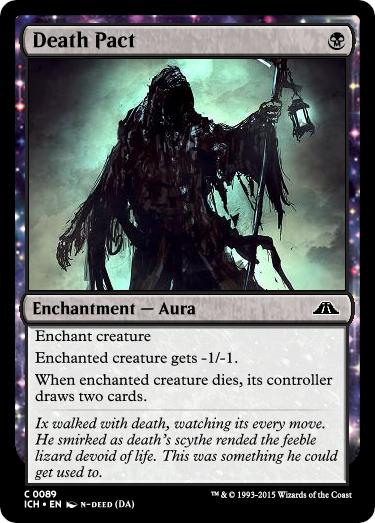 Death Pact
Enchantment — Aura
Enchant creature
Enchanted creature gets -1/-1.
When enchanted creature dies, its controller
draws two cards.
Ix walked with death, watching its every move.
He smirked as death's scythe rended the feeble
lizard devoid of life. This was something he could
get used to.
C 0089
ICH • EN N-DEED (DA)
™ & © 1993-2015 Wizards of the Coast